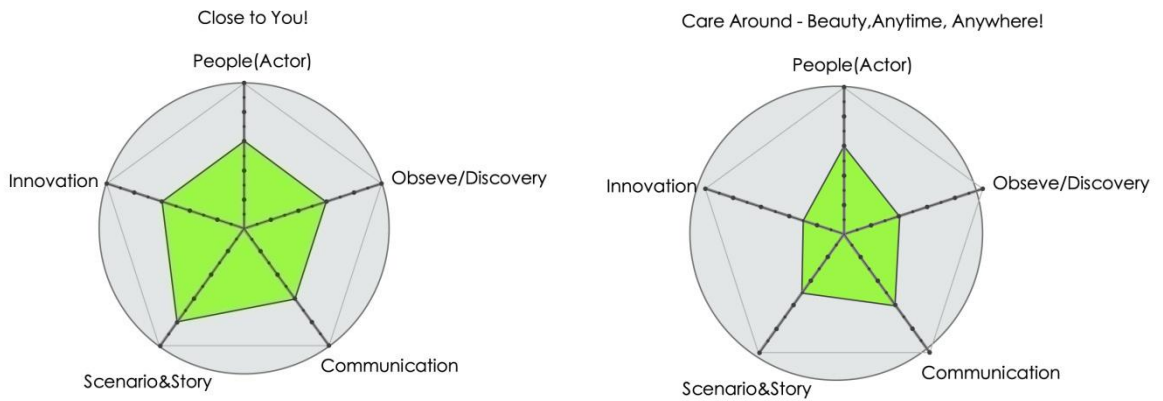 Close to You!
People(Actor)
Innovation
Obseve/Discovery
Scenario&Story
Communication
Care Around - Beauty,Anytime, Anywhere!
People(Actor)
Innovation
Obseve/Discovery
Scenario&Story
Communication